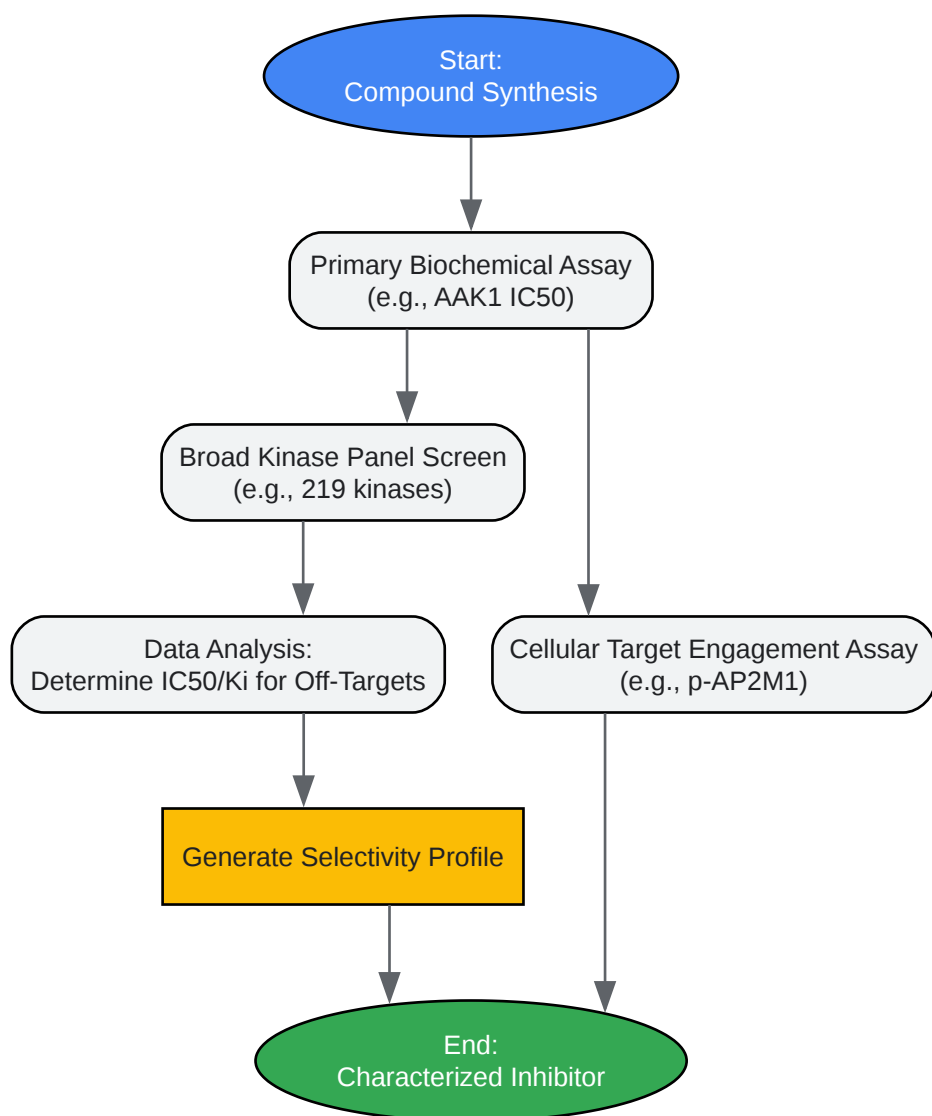 Start:
Compound Synthesis
Primary Biochemical Assay
(e.g., AAK1 IC50)
Broad Kinase Panel Screen
(e.g., 219 kinases)
Data Analysis:
Determine IC50/Ki for Off-Targets
Cellular Target Engagement Assay
(e.g., p-AP2M1)
Generate Selectivity Profile
End:
Characterized Inhibitor